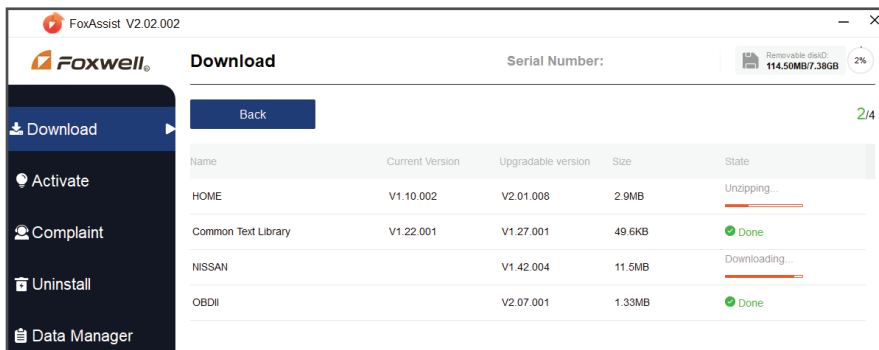 FoxAssist V2.02.002
FOXWELL®
Download
Serial Number:
Removable diskD:
114.50MB/7.38GB
2%
Back
2/4
Download
Activate
Complaint
Uninstall
Data Manager
Name Current Version Upgradable version Size State
HOME V1.10.002 V2.01.008 2.9MB Unzipping...
Common Text Library V1.22.001 V1.27.001 49.6KB Done
NISSAN V1.42.004 11.5MB Downloading...
OBDII V2.07.001 1.33MB Done